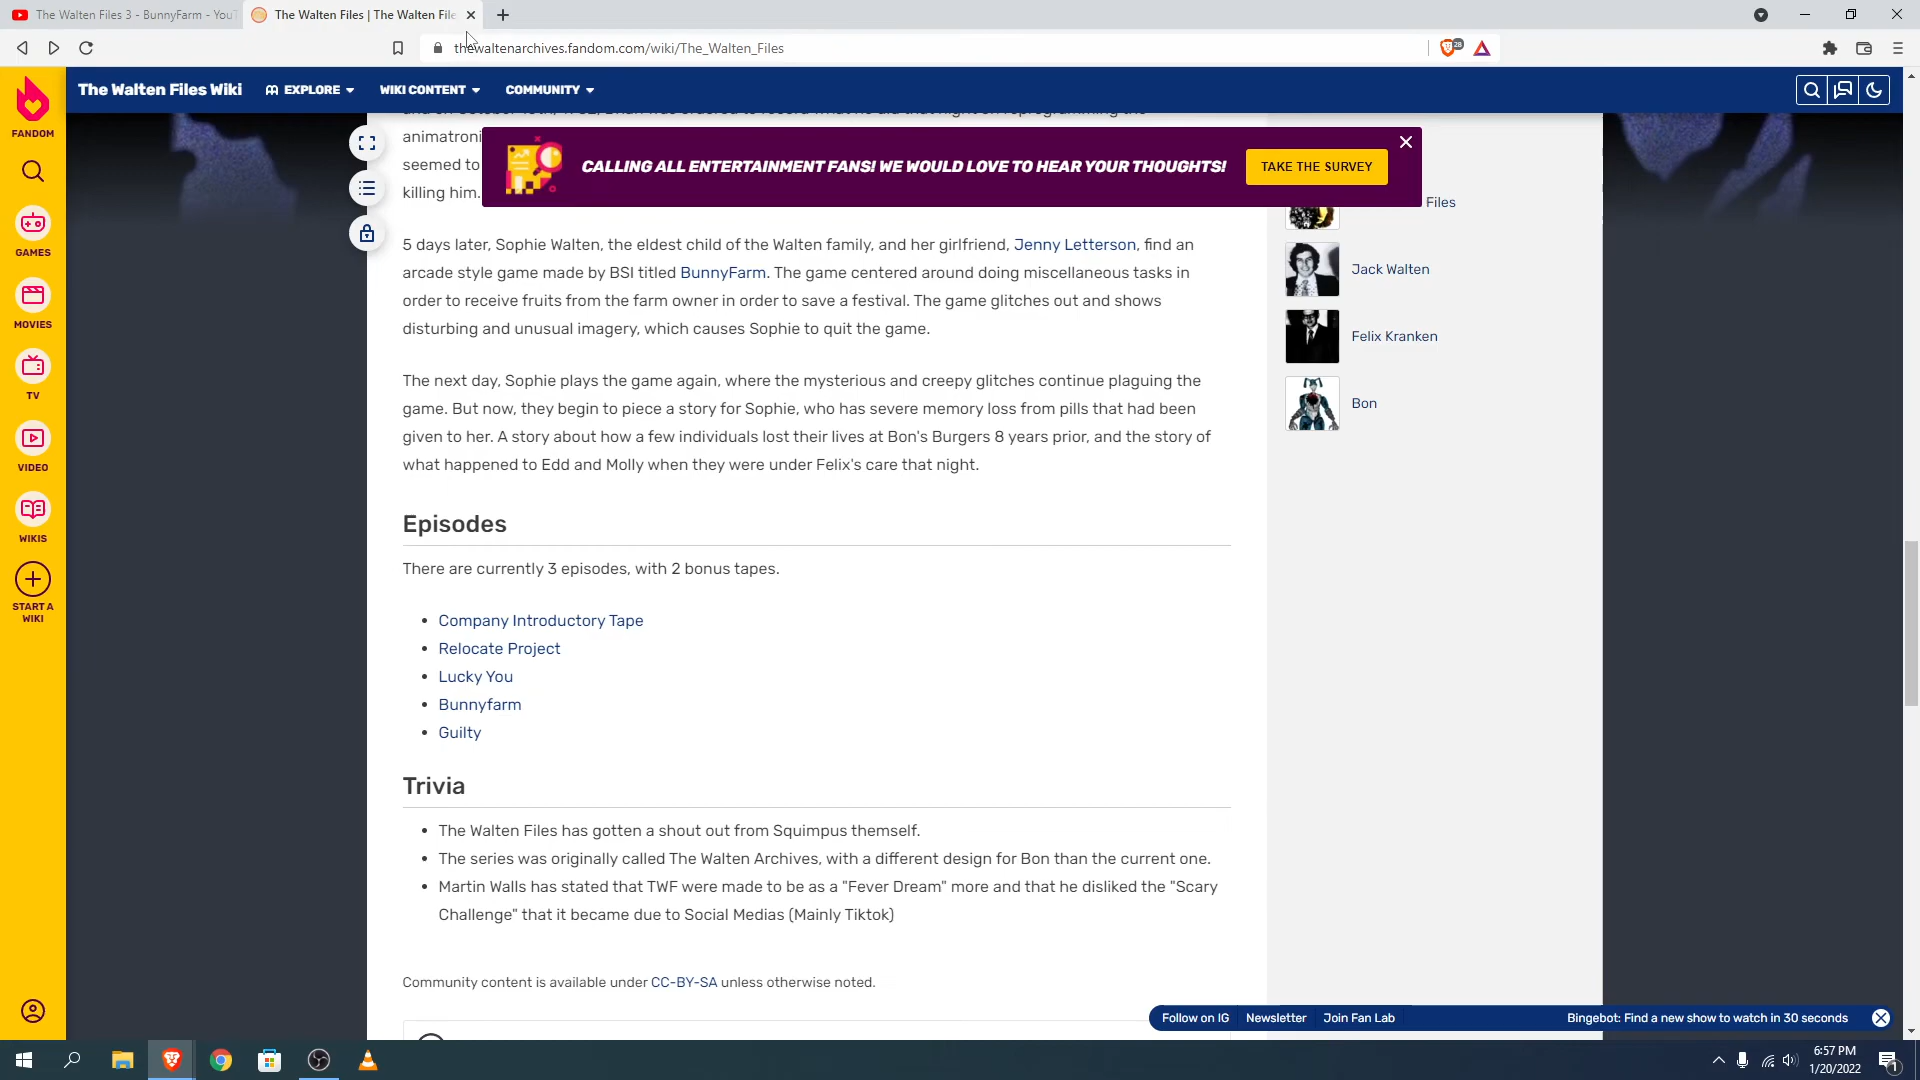 The Walten Files 3 - BunnyFarm - YouT
The Walten Files | The Walten File
thewaltenarchives.fandom.com/wiki/The_Walten_Files
28
The Walten Files Wiki
EXPLORE
WIKI CONTENT
COMMUNITY
FANDOM
GAMES
MOVIES
TV
VIDEO
WIKIS
START A
WIKI
animatroni
seemed to
killing him.
CALLING ALL ENTERTAINMENT FANS! WE WOULD LOVE TO HEAR YOUR THOUGHTS!
TAKE THE SURVEY
5 days later, Sophie Walten, the eldest child of the Walten family, and her girlfriend, Jenny Letterson, find an
arcade style game made by BSI titled BunnyFarm. The game centered around doing miscellaneous tasks in
order to receive fruits from the farm owner in order to save a festival. The game glitches out and shows
disturbing and unusual imagery, which causes Sophie to quit the game.
The next day, Sophie plays the game again, where the mysterious and creepy glitches continue plaguing the
game. But now, they begin to piece a story for Sophie, who has severe memory loss from pills that had been
given to her. A story about how a few individuals lost their lives at Bon's Burgers 8 years prior, and the story of
what happened to Edd and Molly when they were under Felix's care that night.
Episodes
There are currently 3 episodes, with 2 bonus tapes.
• Company Introductory Tape
• Relocate Project
• Lucky You
• Bunnyfarm
• Guilty
Trivia
• The Walten Files has gotten a shout out from Squimpus themself.
• The series was originally called The Walten Archives, with a different design for Bon than the current one.
• Martin Walls has stated that TWF were made to be as a "Fever Dream" more and that he disliked the "Scary
Challenge" that it became due to Social Medias (Mainly Tiktok)
Community content is available under CC-BY-SA unless otherwise noted.
Files
Jack Walten
Felix Kranken
Bon
Follow on IG
Newsletter
Join Fan Lab
Bingebot: Find a new show to watch in 30 seconds
6:57 PM
1/20/2022
1